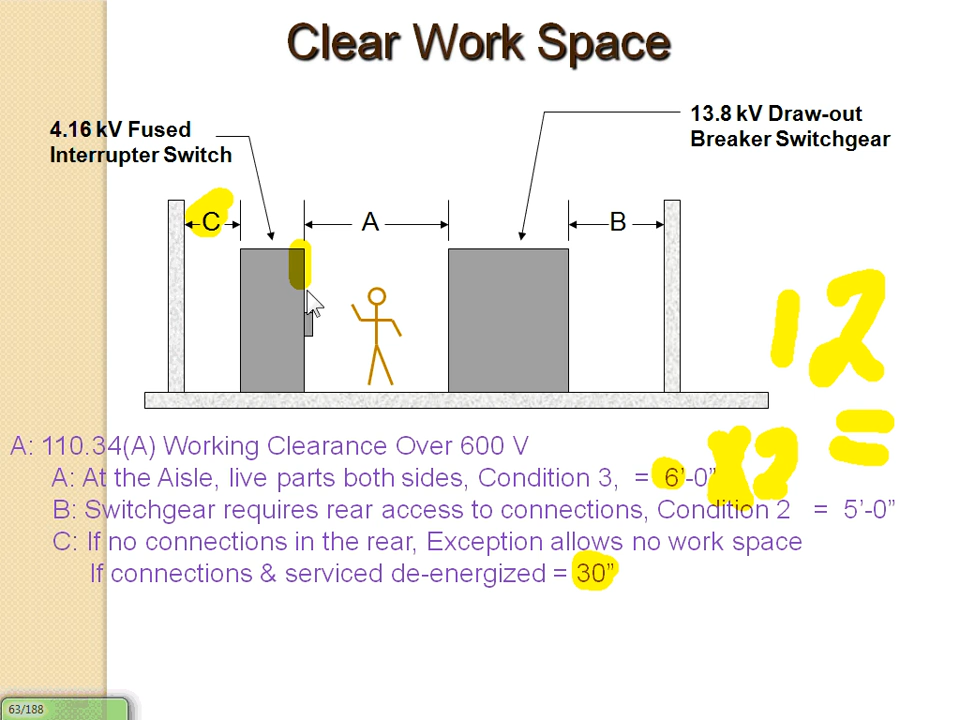 Clear Work Space
4.16 kV Fused
Interrupter Switch
13.8 kV Draw-out
Breaker Switchgear
C
A
B
12
X2 =
A: 110.34(A) Working Clearance Over 600 V
A: At the Aisle, live parts both sides, Condition 3, = 6'-0"
B: Switchgear requires rear access to connections, Condition 2 = 5'-0"
C: If no connections in the rear, Exception allows no work space
If connections & serviced de-energized = 30"
63/188